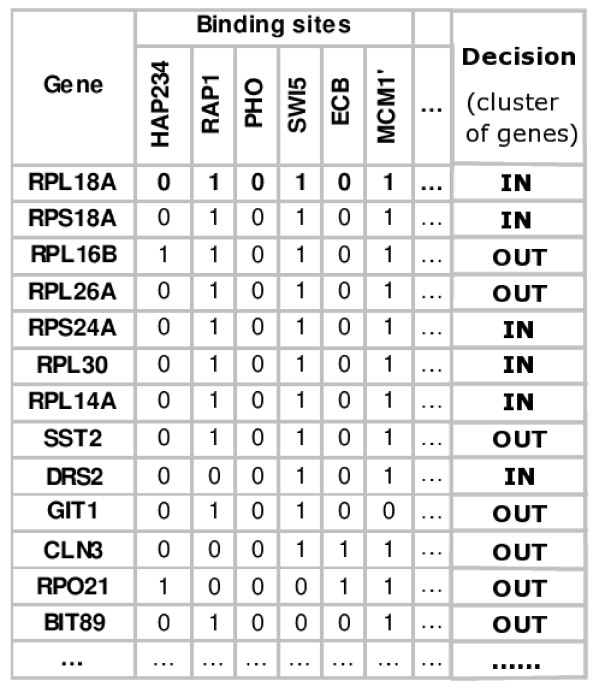 Binding sites
Gene HAP234 RAP1 PHO SWI5 ECB MCM1' ... Decision
(cluster
of genes)
RPL18A 0 1 0 1 0 1 ... IN
RPS18A 0 1 0 1 0 1 ... IN
RPL16B 1 1 0 1 0 1 ... OUT
RPL26A 0 1 0 1 0 1 ... OUT
RPS24A 0 1 0 1 0 1 ... IN
RPL30 0 1 0 1 0 1 ... IN
RPL14A 0 1 0 1 0 1 ... IN
SST2 0 1 0 1 0 1 ... OUT
DRS2 0 0 0 1 0 1 ... IN
GIT1 0 1 0 1 0 0 ... OUT
CLN3 0 0 0 1 1 1 ... OUT
RPO21 1 0 0 0 1 1 ... OUT
BIT89 0 1 0 0 0 1 ... OUT
... ... ... ... ... ... ... ... ......